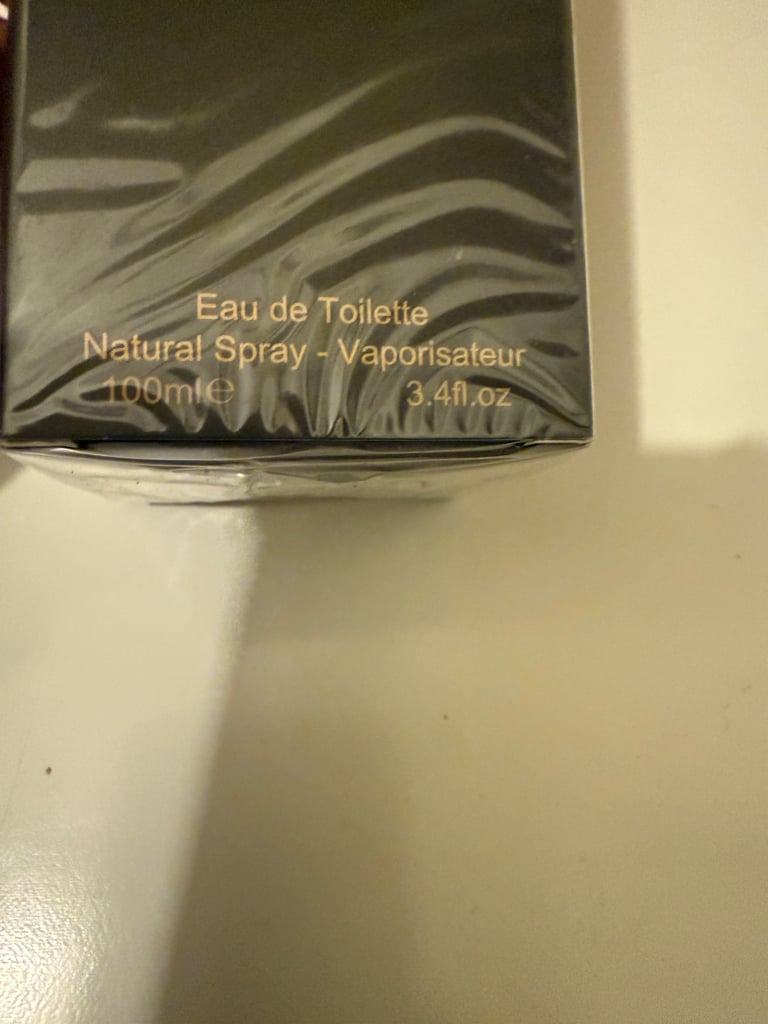 Eau de Toilette
Natural Spray - Vaporisateur
100ml℮ 3.4fl.oz